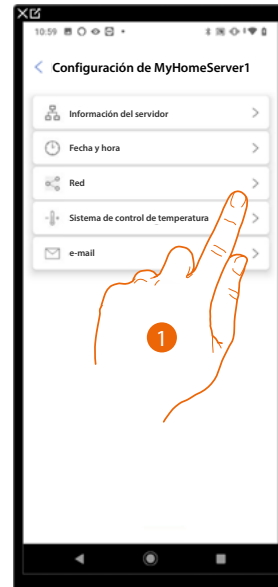 10:59
Configuración de MyHomeServer1
Información del servidor
Fecha y hora
Red
Sistema de control de temperatura
e-mail
1